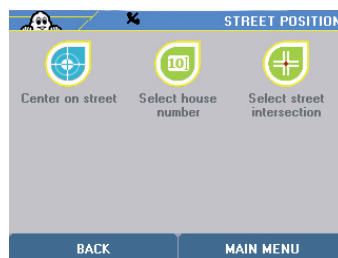 STREET POSITION
Center on street
Select house
number
Select street
intersection
10
BACK
MAIN MENU